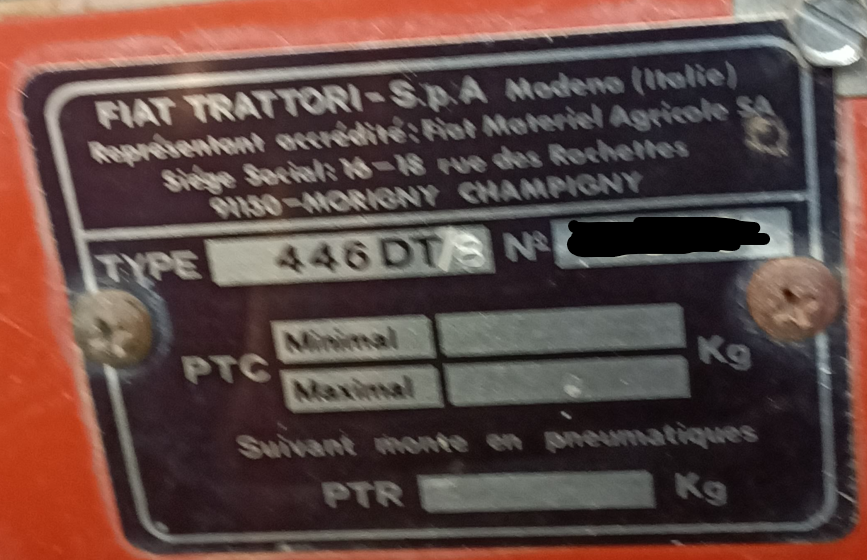 FIAT TRATTORI-S.p.A Modena (Italie)
Représentant accrédité: Fiat Materiel Agricole SA
Siége Social: 16-18 rue des Rochettes
91150-MORIGNY CHAMPIGNY
TYPE 446 DT/S Nº
PTC Minimal Kg
Maximal
Suivant monte en pneumatiques
PTR Kg